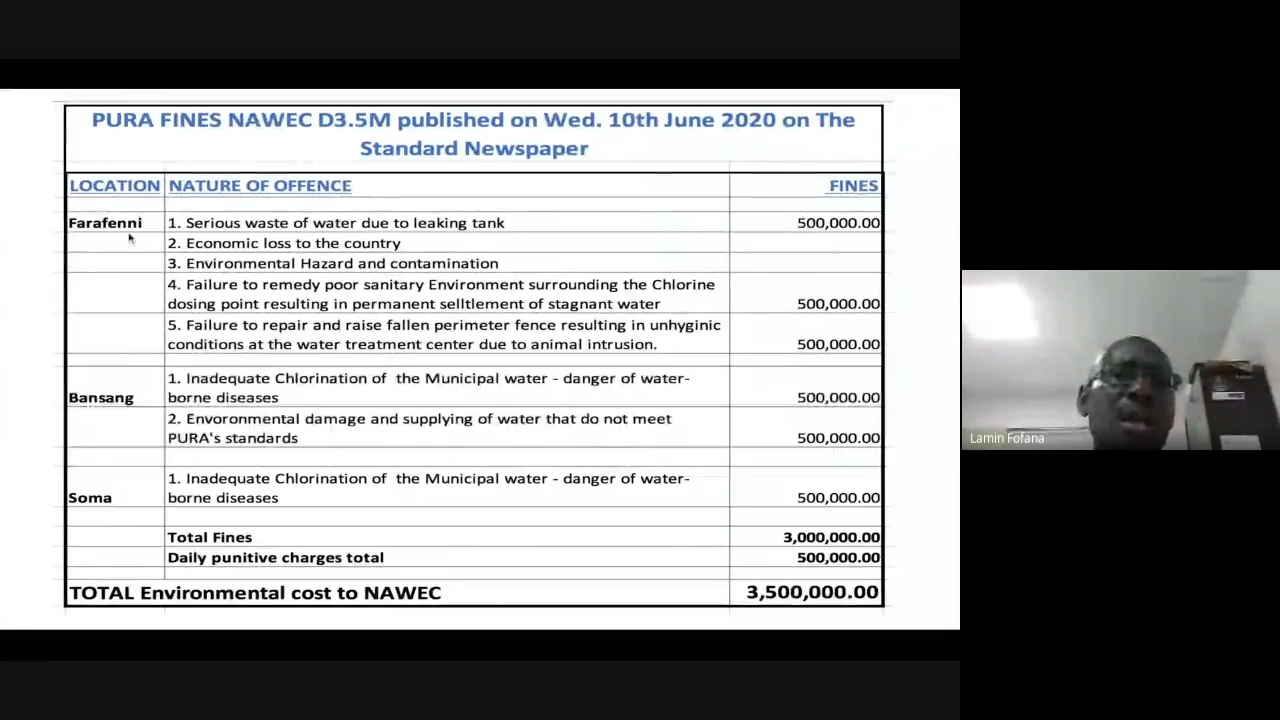 PURA FINES NAWEC D3.5M published on Wed. 10th June 2020 on The
Standard Newspaper
LOCATION NATURE OF OFFENCE FINES
Farafenni 1. Serious waste of water due to leaking tank 500,000.00
2. Economic loss to the country
3. Environmental Hazard and contamination
4. Failure to remedy poor sanitary Environment surrounding the Chlorine
dosing point resulting in permanent selltlement of stagnant water 500,000.00
5. Failure to repair and raise fallen perimeter fence resulting in unhyginic
conditions at the water treatment center due to animal intrusion. 500,000.00
1. Inadequate Chlorination of the Municipal water - danger of water-
Bansang borne diseases 500,000.00
2. Envoronmental damage and supplying of water that do not meet
PURA's standards 500,000.00
1. Inadequate Chlorination of the Municipal water - danger of water-
Soma borne diseases 500,000.00
Total Fines 3,000,000.00
Daily punitive charges total 500,000.00
TOTAL Environmental cost to NAWEC 3,500,000.00
Lamin Fofana